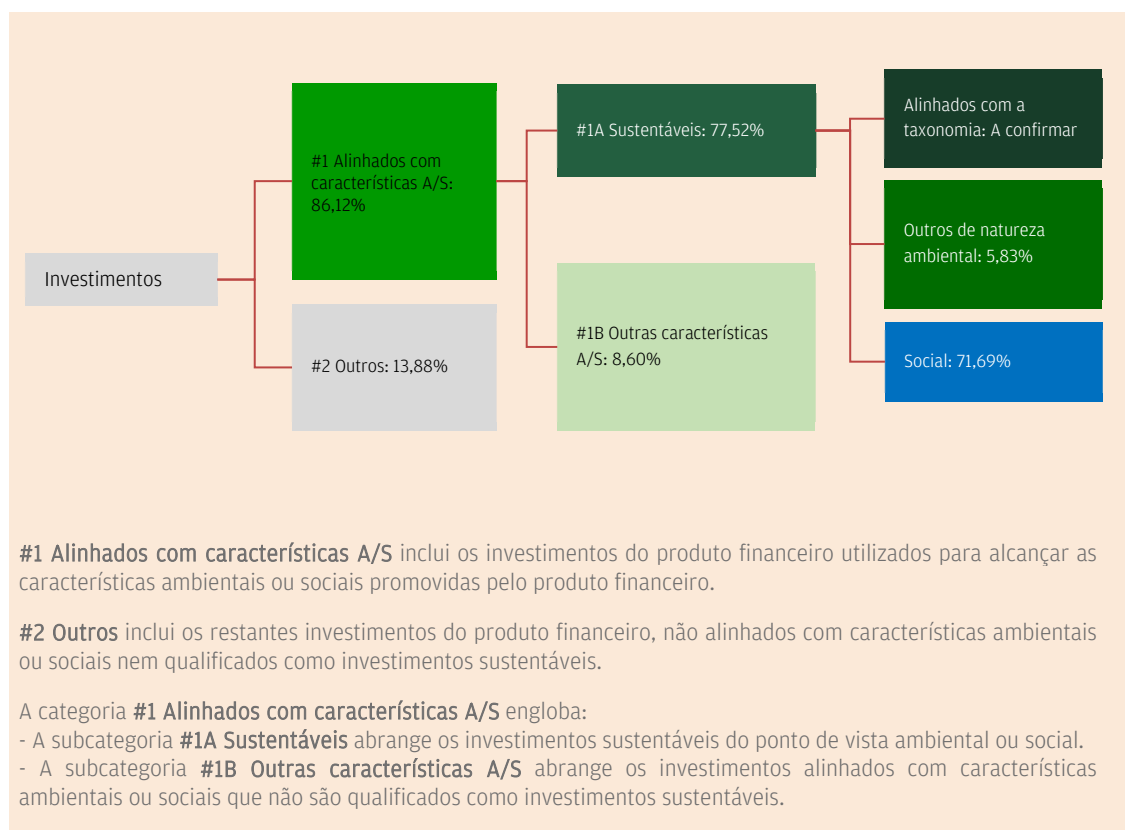 Investimentos
#1 Alinhados com
características A/S:
86,12%
#2 Outros: 13,88%
#1A Sustentáveis: 77,52%
#1B Outras características
A/S: 8,60%
Alinhados com a
taxonomia: A confirmar
Outros de natureza
ambiental: 5,83%
Social: 71,69%
#1 Alinhados com características A/S inclui os investimentos do produto financeiro utilizados para alcançar as
características ambientais ou sociais promovidas pelo produto financeiro.
#2 Outros inclui os restantes investimentos do produto financeiro, não alinhados com características ambientais
ou sociais nem qualificados como investimentos sustentáveis.
A categoria #1 Alinhados com características A/S engloba:
- A subcategoria #1A Sustentáveis abrange os investimentos sustentáveis do ponto de vista ambiental ou social.
- A subcategoria #1B Outras características A/S abrange os investimentos alinhados com características
ambientais ou sociais que não são qualificados como investimentos sustentáveis.